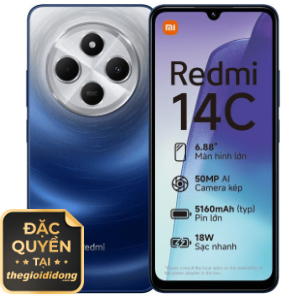 Redmi
14C
6.88"
Màn hình lớn
50MP AI
Camera kép
5160mAh (typ)
Pin lớn
18W
Sạc nhanh
Redmi
ĐẶC
QUYỀN
TẠI
thegioididong.com